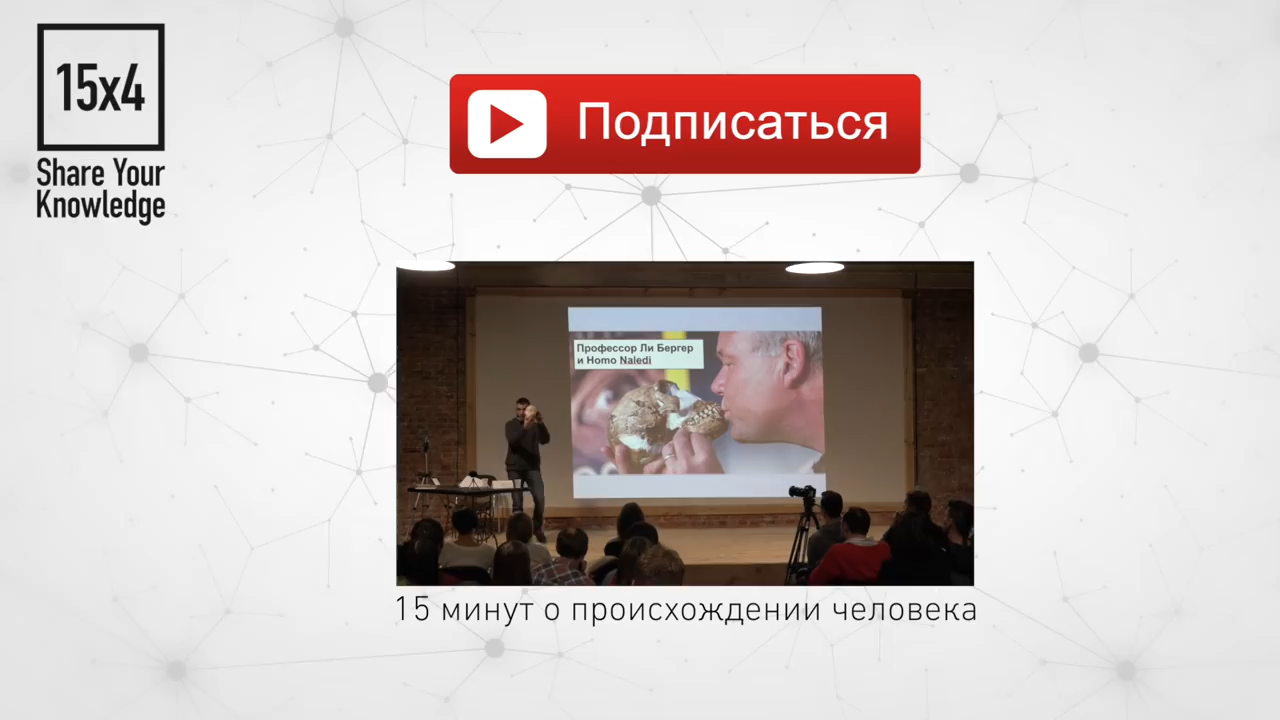 15x4
Share Your
Knowledge
Подписаться
Профессор Ли Бергер
и Homo Naledi
15 минут о происхождении человека